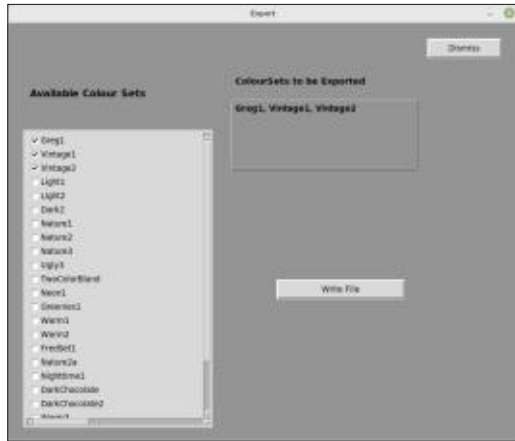 Export
Dismiss
Available Colour Sets
ColourSets to be Exported
Greg1, Vintage1, Vintage2
Greg1
Vintage1
Vintage2
Light1
Light2
Dark2
Nature1
Nature2
Nature3
Ugly3
TwoColorBland
Neon1
Greenies1
Warm1
Warm2
FredSet1
Nature2a
Nighttime1
DarkChocolate
DarkChocolate2
Write File